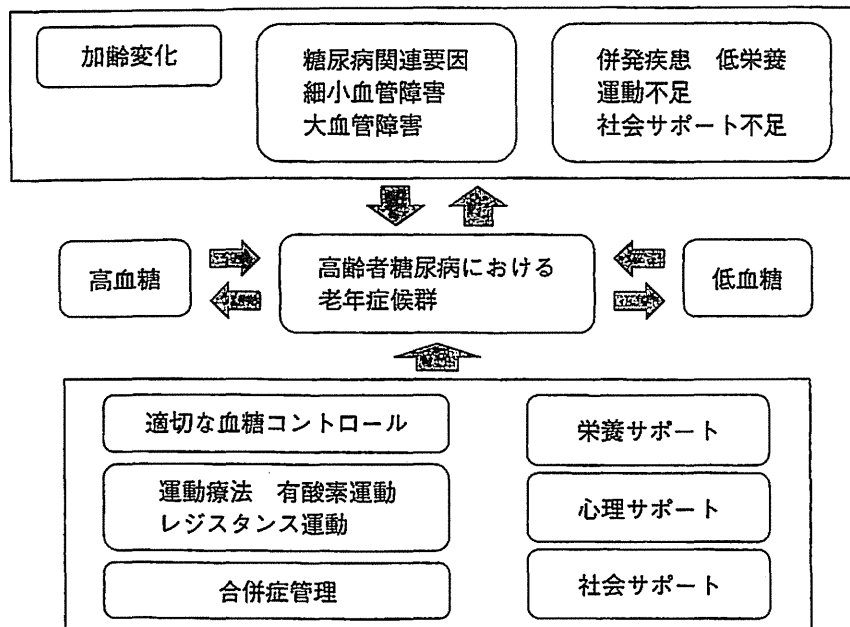 加齢変化
糖尿病関連要因
細小血管障害
大血管障害
併発疾患　低栄養
運動不足
社会サポート不足
高血糖
高齢者糖尿病における
老年症候群
低血糖
適切な血糖コントロール
運動療法　有酸素運動
レジスタンス運動
合併症管理
栄養サポート
心理サポート
社会サポート